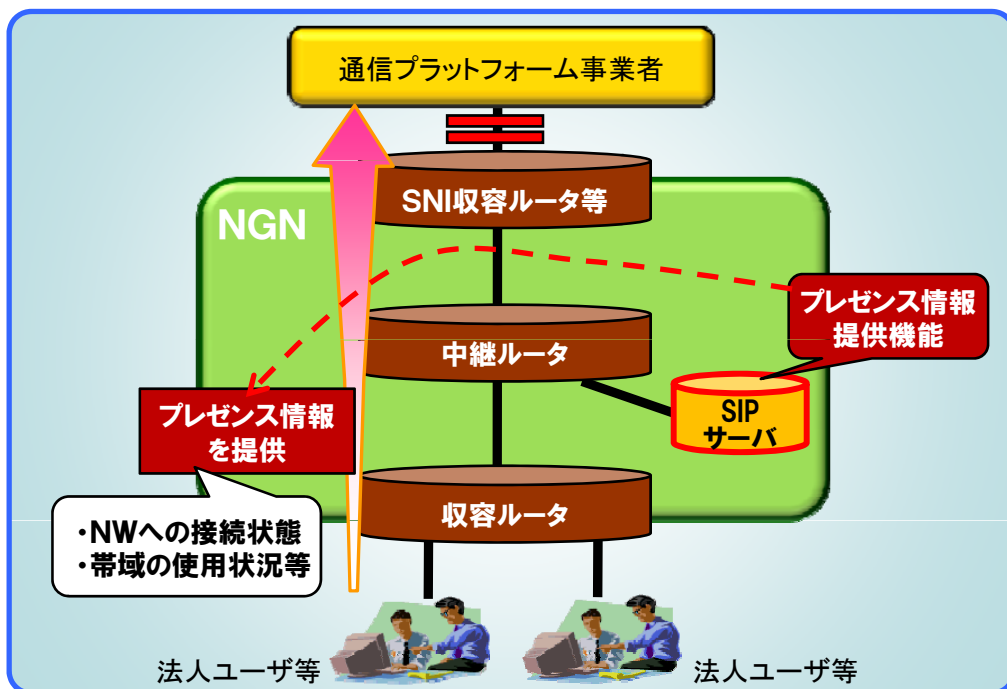 通信プラットフォーム事業者
SNI収容ルータ等
NGN
プレゼンス情報
提供機能
中継ルータ
SIP
サーバ
プレゼンス情報
を提供
・NWへの接続状態
・帯域の使用状況等
収容ルータ
法人ユーザ等
法人ユーザ等